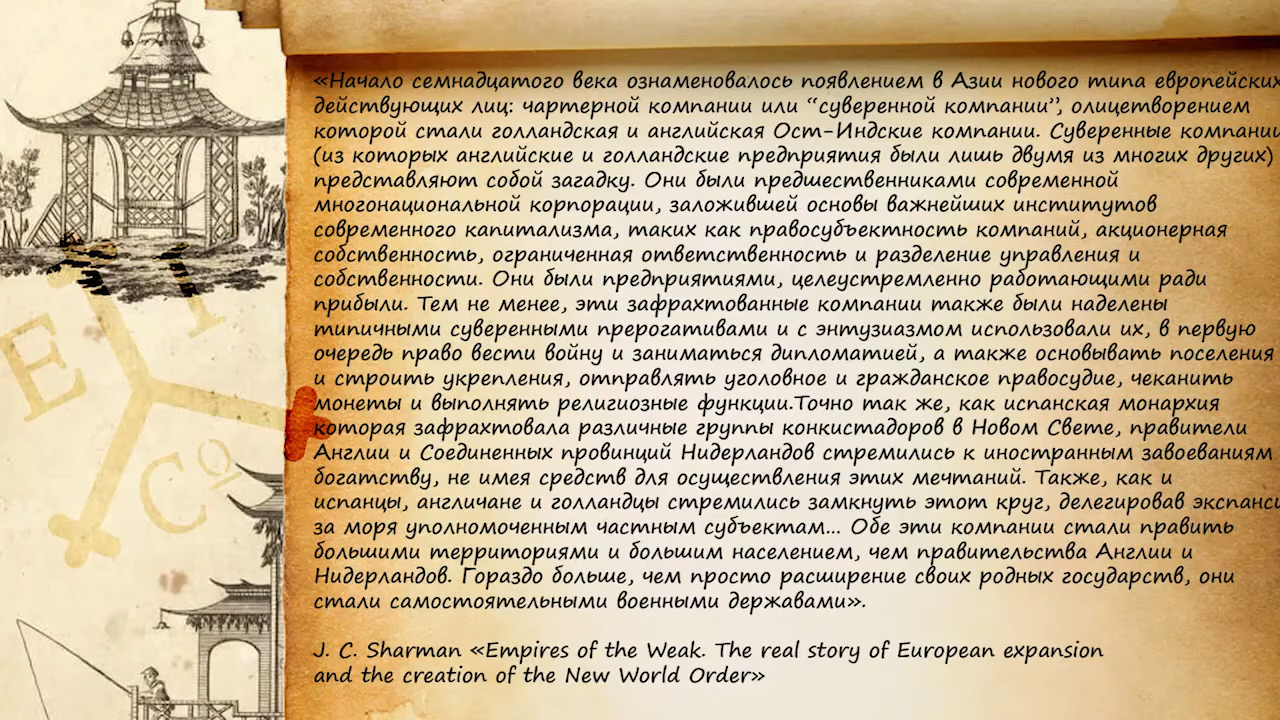 «Начало семнадцатого века ознаменовалось появлением в Азии нового типа европейских
действующих лиц: чартерной компании или “суверенной компании”, олицетворением
которой стали голландская и английская Ост-Индские компании. Суверенные компании
(из которых английские и голландские предприятия были лишь двумя из многих других)
представляют собой загадку. Они были предшественниками современной
многонациональной корпорации, заложившей основы важнейших институтов
современного капитализма, таких как правосубъектность компаний, акционерная
собственность, ограниченная ответственность и разделение управления и
собственности. Они были предприятиями, целеустремленно работающими ради
прибыли. Тем не менее, эти зафрахтованные компании также были наделены
типичными суверенными прерогативами и с энтузиазмом использовали их, в первую
очередь право вести войну и заниматься дипломатией, а также основывать поселения
и строить укрепления, отправлять уголовное и гражданское правосудие, чеканить
монеты и выполнять религиозные функции.Точно так же, как испанская монархия
которая зафрахтовала различные группы конкистадоров в Новом Свете, правители
Англии и Соединенных провинций Нидерландов стремились к иностранным завоеваниям
богатству, не имея средств для осуществления этих мечтаний. Также, как и
испанцы, англичане и голландцы стремились замкнуть этот круг, делегировав экспанси
за моря уполномоченным частным субъектам... Обе эти компании стали править
большими территориями и большим населением, чем правительства Англии и
Нидерландов. Гораздо больше, чем просто расширение своих родных государств, они
стали самостоятельными военными державами».
J. C. Sharman «Empires of the Weak. The real story of European expansion
and the creation of the New World Order»
E I
Co